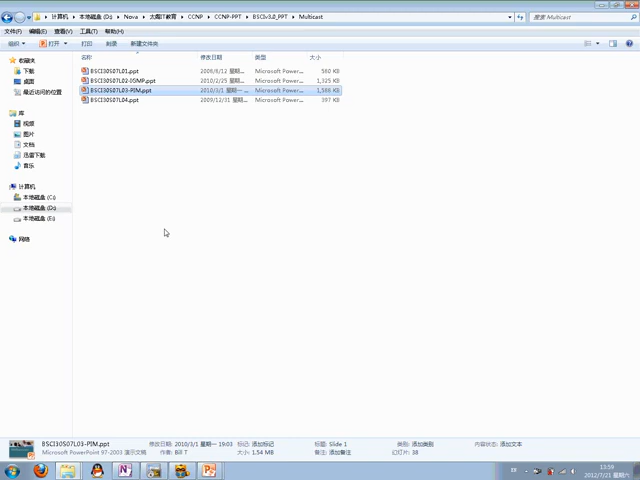 计算机 ▸ 本地磁盘 (D:) ▸ Nova ▸ 太阁IT教育 ▸ CCNP ▸ CCNP-PPT ▸ BSCIv3.0_PPT ▸ Multicast
搜索 Multicast
文件(F) 编辑(E) 查看(V) 工具(T) 帮助(H)
组织 打开 打印 刻录 新建文件夹
名称 修改日期 类型 大小
BSCI30S07L01.ppt 2006/6/12 星期... Microsoft Power... 560 KB
BSCI30S07L02-IGMP.ppt 2010/2/25 星期... Microsoft Power... 1,325 KB
BSCI30S07L03-PIM.ppt 2010/3/1 星期一 ... Microsoft Power... 1,588 KB
BSCI30S07L04.ppt 2009/12/31 星期... Microsoft Power... 397 KB
收藏夹
下载
桌面
最近访问的位置
库
视频
图片
文档
迅雷下载
音乐
计算机
本地磁盘 (C:)
本地磁盘 (D:)
本地磁盘 (E:)
网络
BSCI30S07L03-PIM.ppt 修改日期: 2010/3/1 星期一 19:03 标记: 添加标记 标题: Slide 1 类别: 添加类别 内容状态: 添加文本
Microsoft PowerPoint 97-2003 演示文稿 作者: Bill T 大小: 1.54 MB 备注: 添加备注 幻灯片: 38
13:59
2012/7/21 星期六